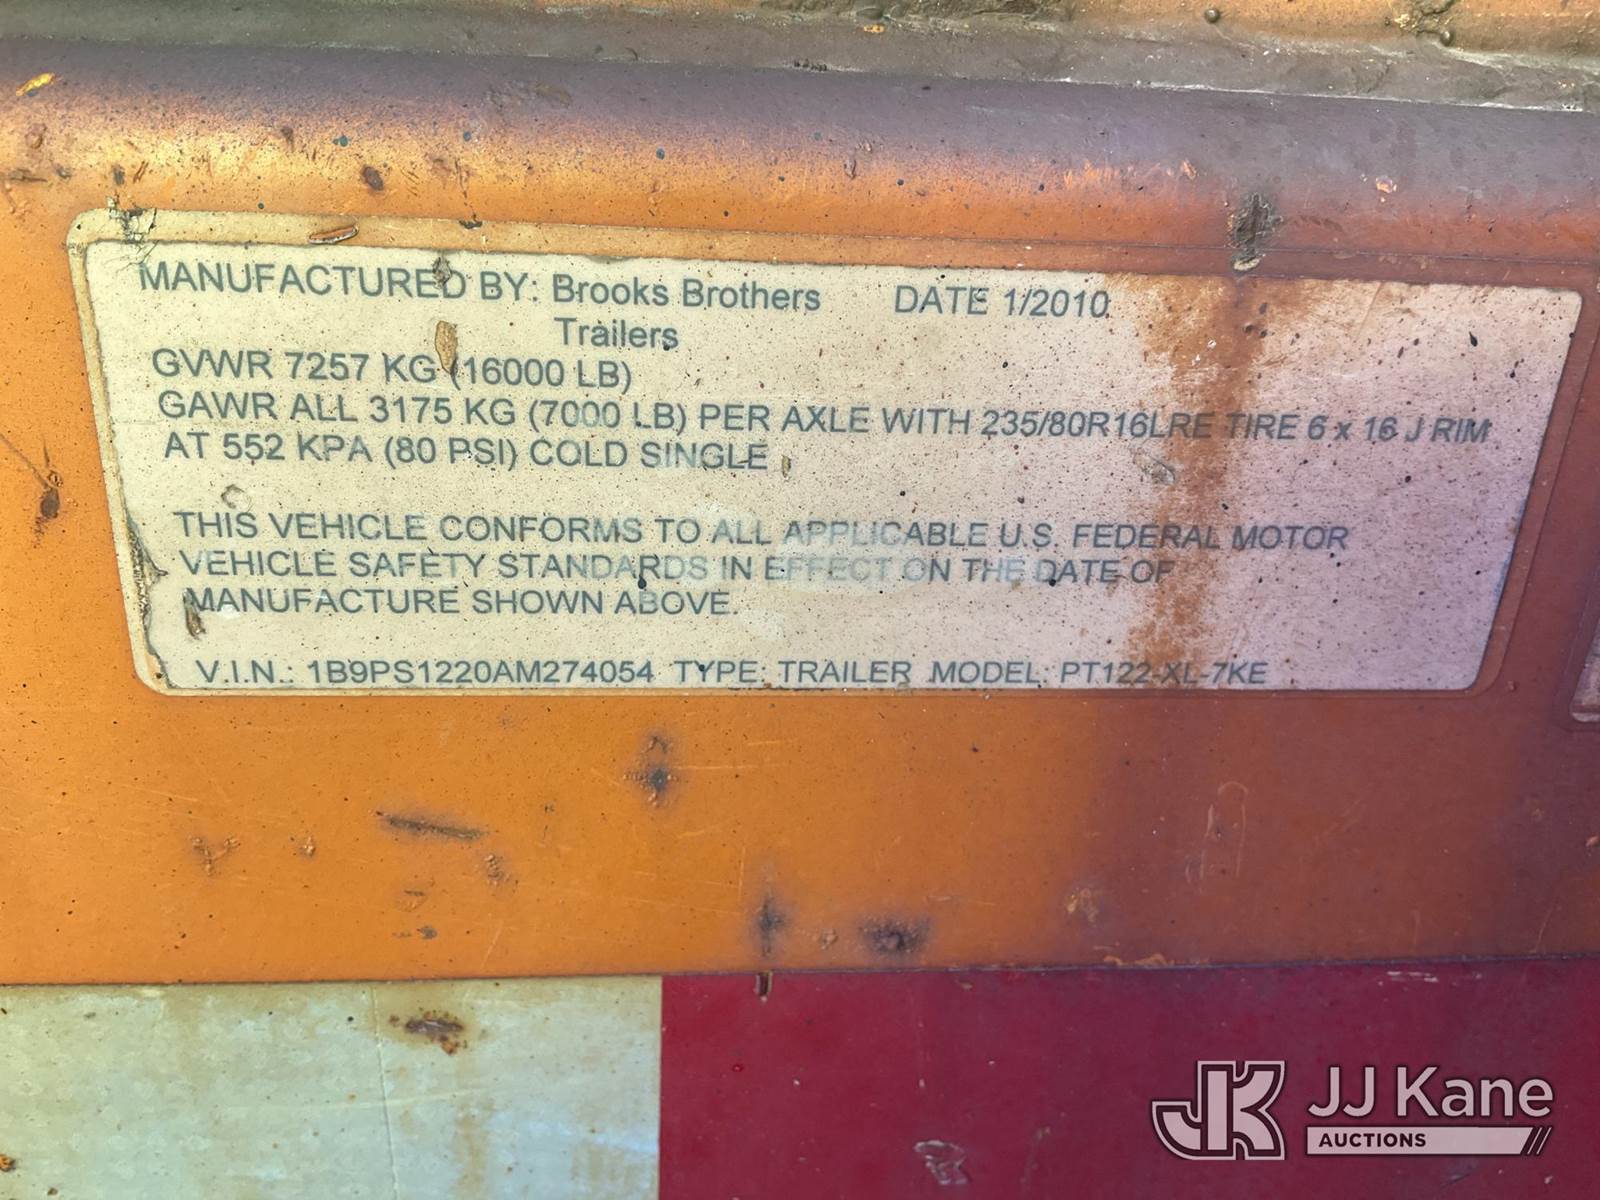 MANUFACTURED BY: Brooks Brothers DATE 1/2010
Trailers
GVWR 7257 KG (16000 LB)
GAWR ALL 3175 KG (7000 LB) PER AXLE WITH 235/80R16LRE TIRE 6 x 16 J RIM
AT 552 KPA (80 PSI) COLD SINGLE
THIS VEHICLE CONFORMS TO ALL APPLICABLE U.S. FEDERAL MOTOR
VEHICLE SAFETY STANDARDS IN EFFECT ON THE DATE OF
MANUFACTURE SHOWN ABOVE.
V.I.N.: 1B9PS1220AM274054 TYPE: TRAILER MODEL: PT122-XL-7KE
JK JJ Kane
AUCTIONS